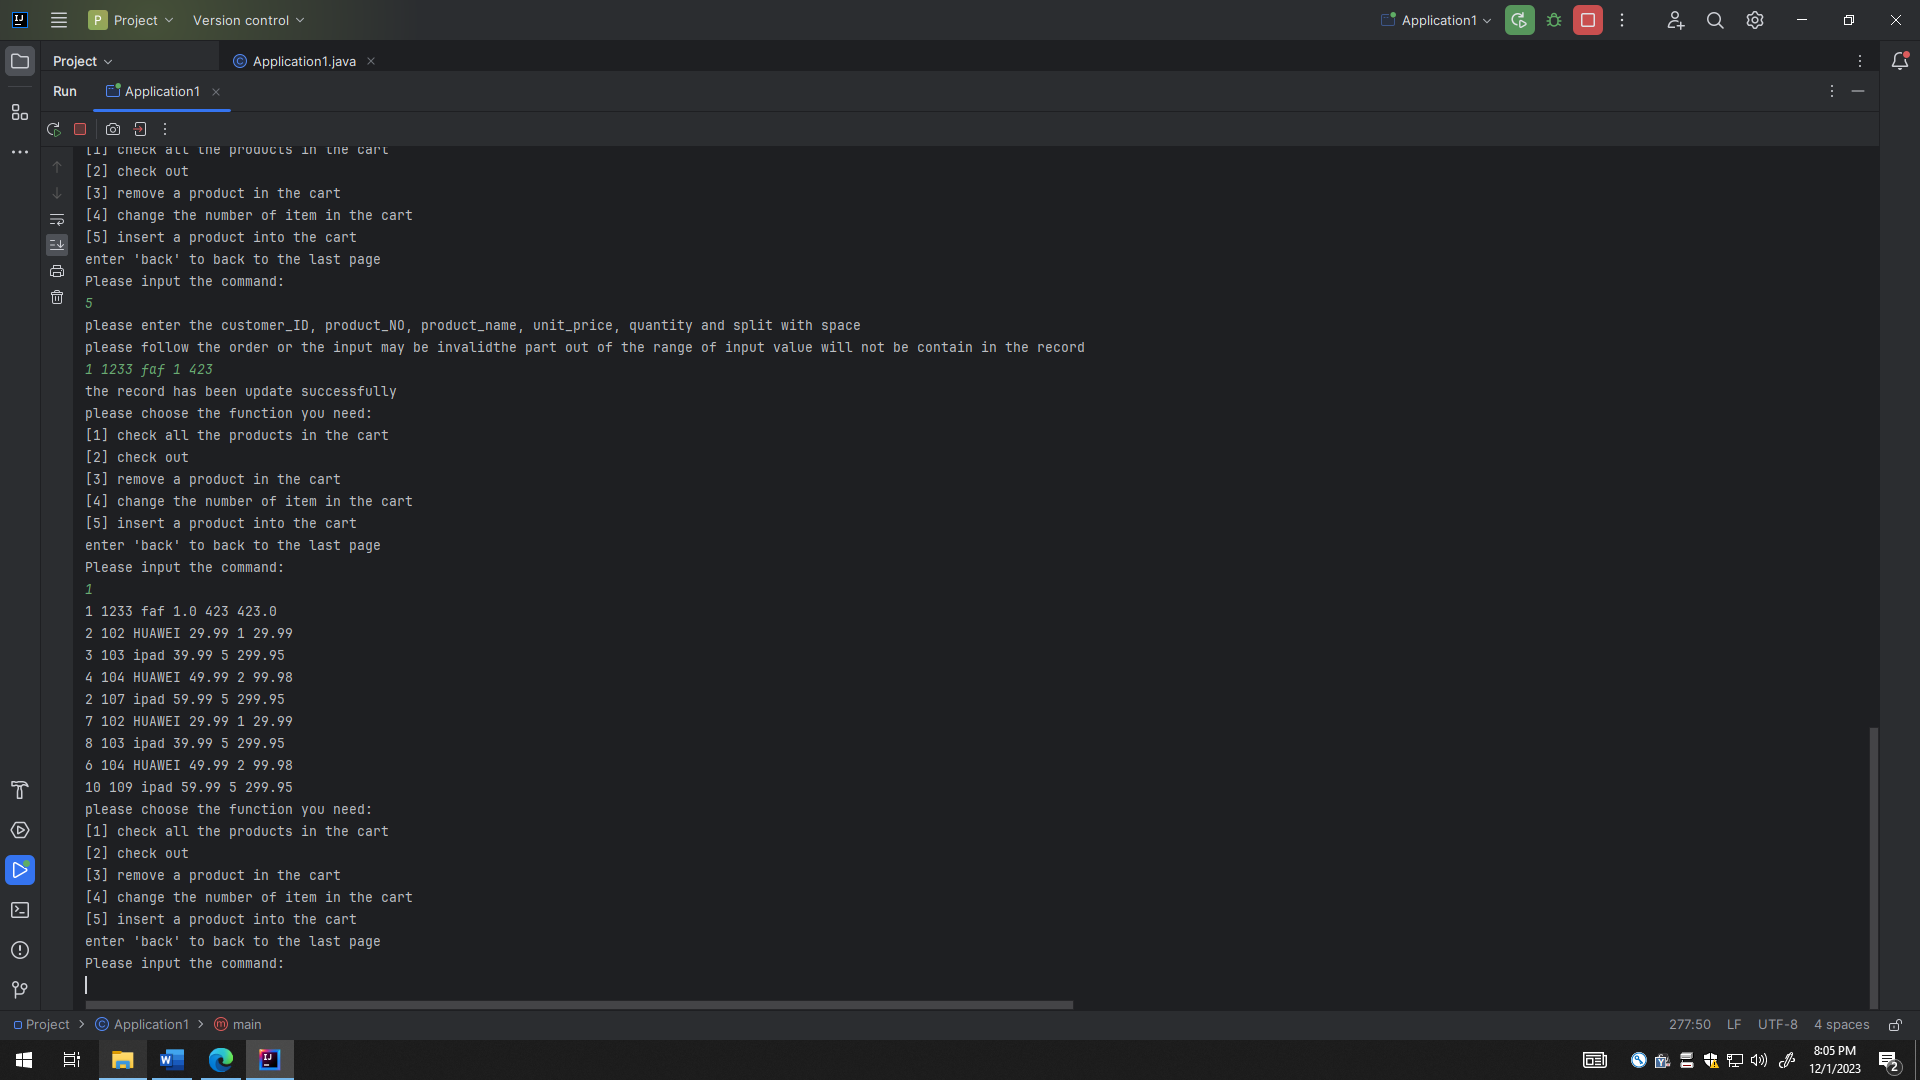 P Project Version control Application1
Project Application1.java
Run Application1
[1] check all the products in the cart
[2] check out
[3] remove a product in the cart
[4] change the number of item in the cart
[5] insert a product into the cart
enter 'back' to back to the last page
Please input the command:
5
please enter the customer_ID, product_NO, product_name, unit_price, quantity and split with space
please follow the order or the input may be invalidthe part out of the range of input value will not be contain in the record
1 1233 faf 1 423
the record has been update successfully
please choose the function you need:
[1] check all the products in the cart
[2] check out
[3] remove a product in the cart
[4] change the number of item in the cart
[5] insert a product into the cart
enter 'back' to back to the last page
Please input the command:
1
1 1233 faf 1.0 423 423.0
2 102 HUAWEI 29.99 1 29.99
3 103 ipad 39.99 5 299.95
4 104 HUAWEI 49.99 2 99.98
2 107 ipad 59.99 5 299.95
7 102 HUAWEI 29.99 1 29.99
8 103 ipad 39.99 5 299.95
6 104 HUAWEI 49.99 2 99.98
10 109 ipad 59.99 5 299.95
please choose the function you need:
[1] check all the products in the cart
[2] check out
[3] remove a product in the cart
[4] change the number of item in the cart
[5] insert a product into the cart
enter 'back' to back to the last page
Please input the command:
Project > Application1 > main 277:50 LF UTF-8 4 spaces
8:05 PM
12/1/2023
2